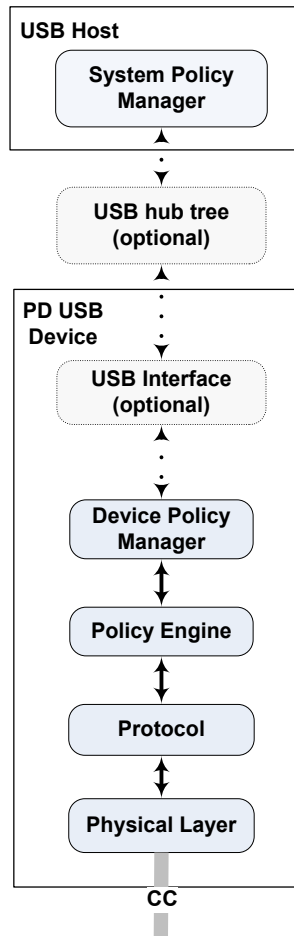 USB Host
System Policy
Manager
USB hub tree
(optional)
PD USB
Device
USB Interface
(optional)
Device Policy
Manager
Policy Engine
Protocol
Physical Layer
CC